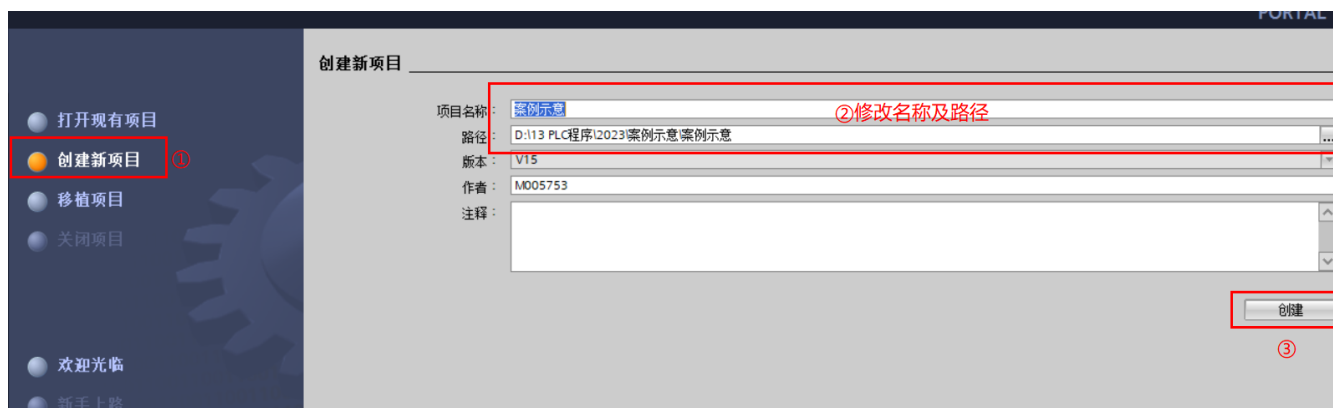 PORTAL
创建新项目
打开现有项目
创建新项目 ①
移植项目
关闭项目
欢迎光临
新手上路
项目名称: 案例示意
②修改名称及路径
路径: D:\13 PLC程序\2023\案例示意\案例示意
...
版本: V15
作者: M005753
注释:
创建
③